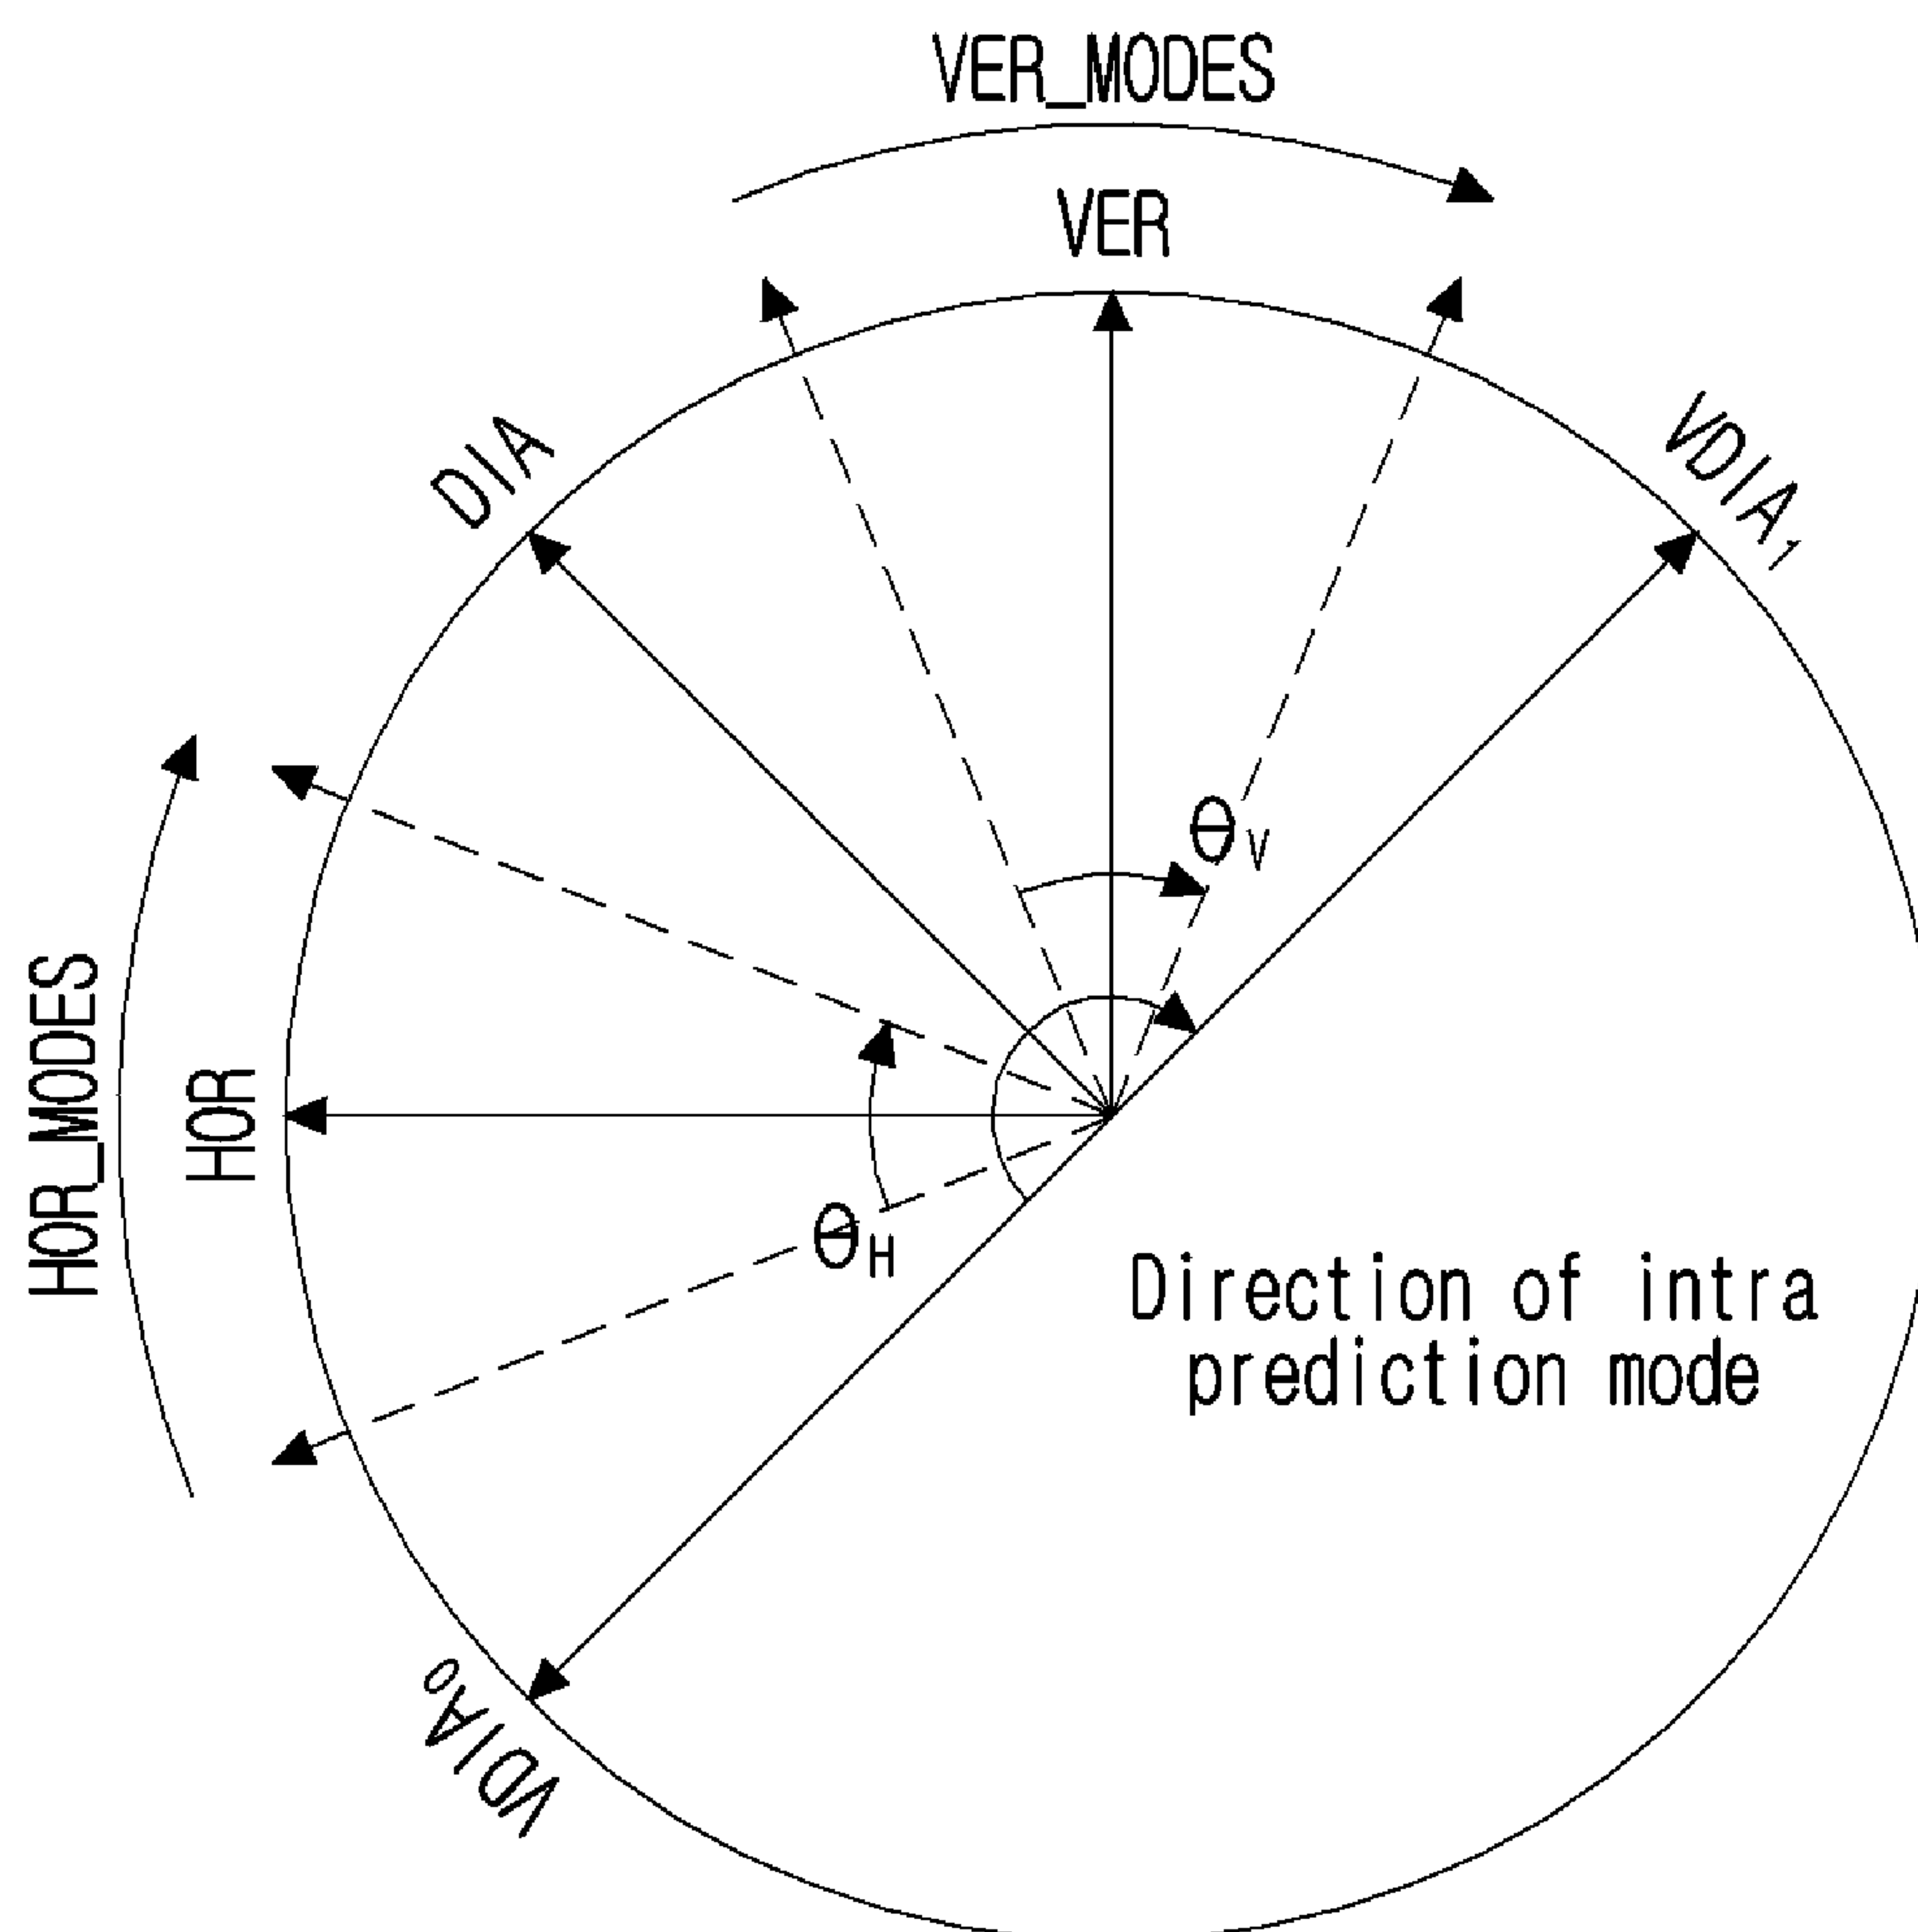 VER_MODES
VER
DIA
VDIA₁
θV
HOR_MODES
HOR
θH
Direction of intra
prediction mode
VDIA₀